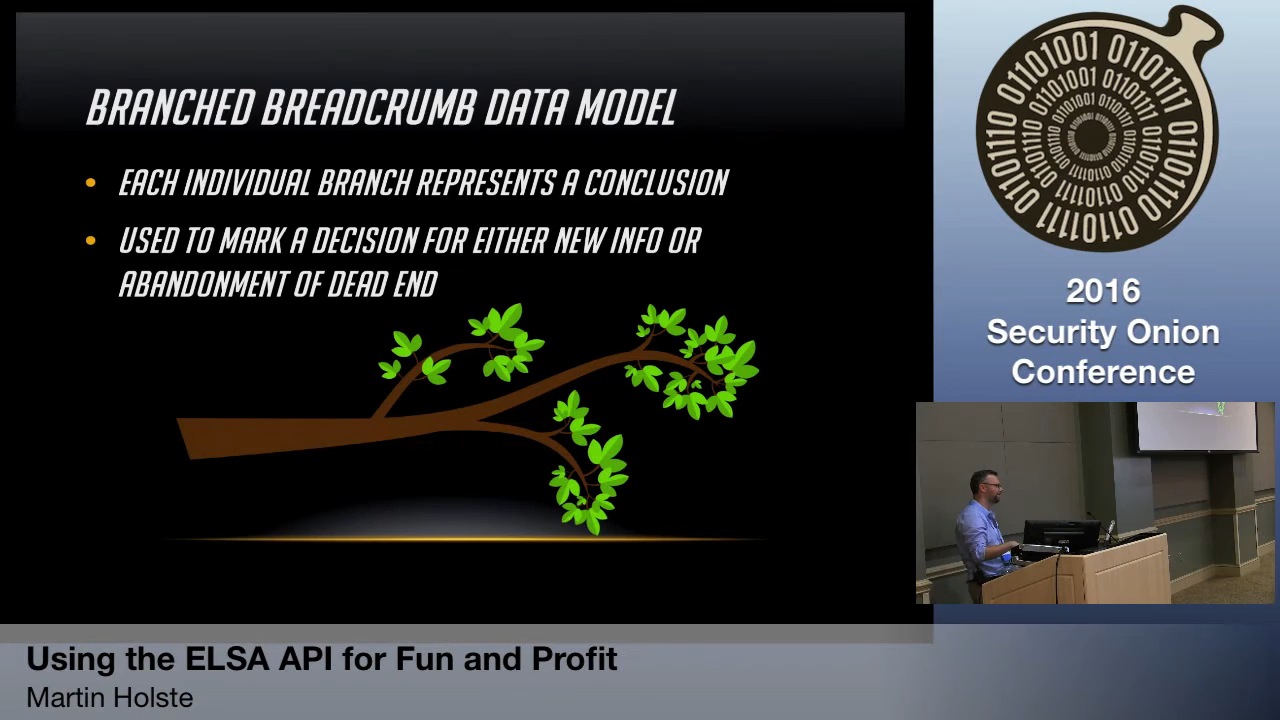 BRANCHED BREADCRUMB DATA MODEL
• EACH INDIVIDUAL BRANCH REPRESENTS A CONCLUSION
• USED TO MARK A DECISION FOR EITHER NEW INFO OR
ABANDONMENT OF DEAD END
2016
Security Onion
Conference
Using the ELSA API for Fun and Profit
Martin Holste